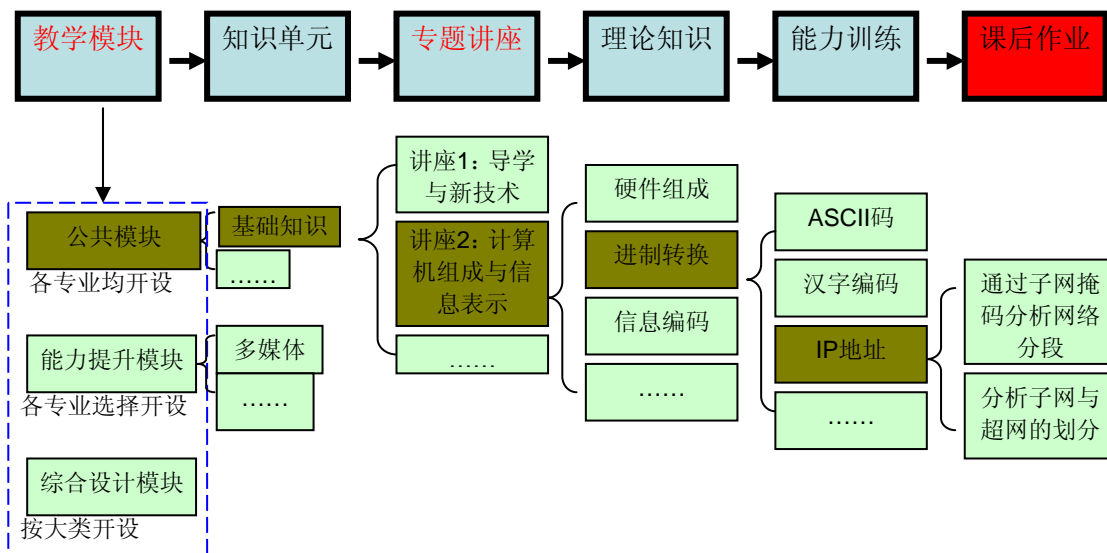 教学模块
知识单元
专题讲座
理论知识
能力训练
课后作业
公共模块
各专业均开设
能力提升模块
各专业选择开设
综合设计模块
按大类开设
基础知识
……
多媒体
……
讲座1：导学
与新技术
讲座2：计算
机组成与信
息表示
……
硬件组成
进制转换
信息编码
……
ASCII码
汉字编码
IP地址
……
通过子网掩
码分析网络
分段
分析子网与
超网的划分